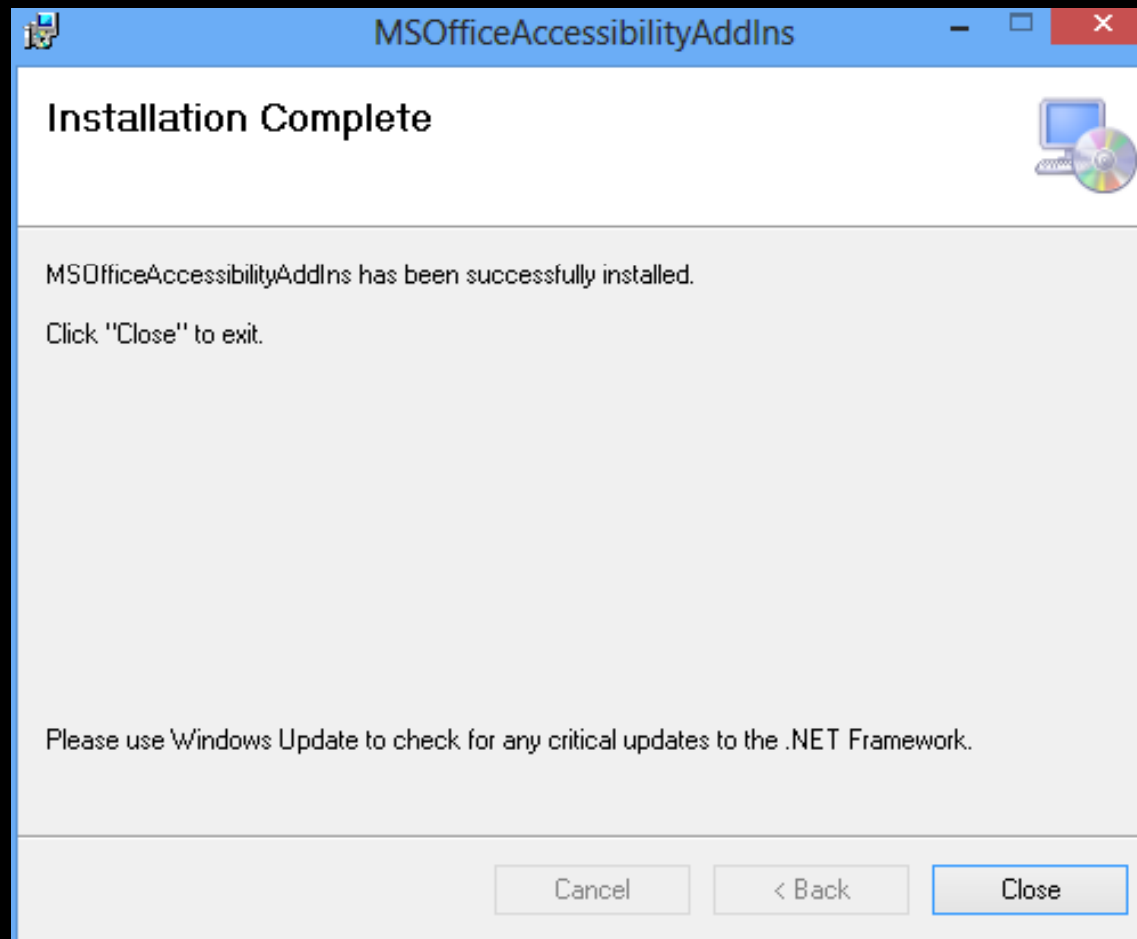 MSOfficeAccessibilityAddIns
Installation Complete
MSOfficeAccessibilityAddIns has been successfully installed.
Click "Close" to exit.
Please use Windows Update to check for any critical updates to the .NET Framework.
Cancel
< Back
Close